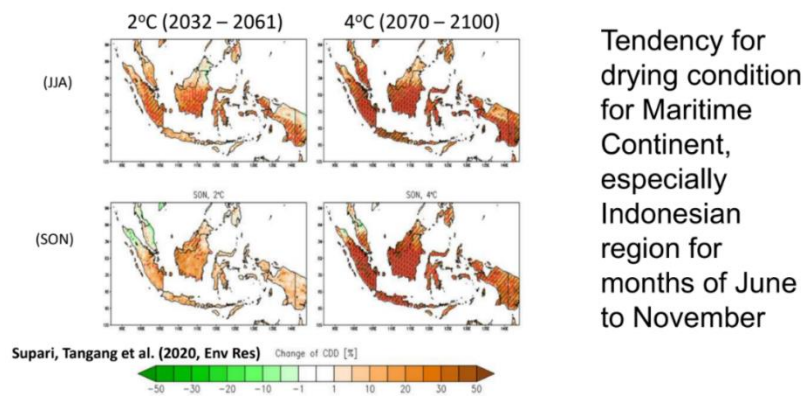 2°C (2032 – 2061) 4°C (2070 – 2100)
(JJA)
SON, 2°C SON, 4°C
(SON)
Supari, Tangang et al. (2020, Env Res) Change of CDD [%]
-50 -30 -20 -10 -1 1 10 20 30 50
Tendency for
drying condition
for Maritime
Continent,
especially
Indonesian
region for
months of June
to November